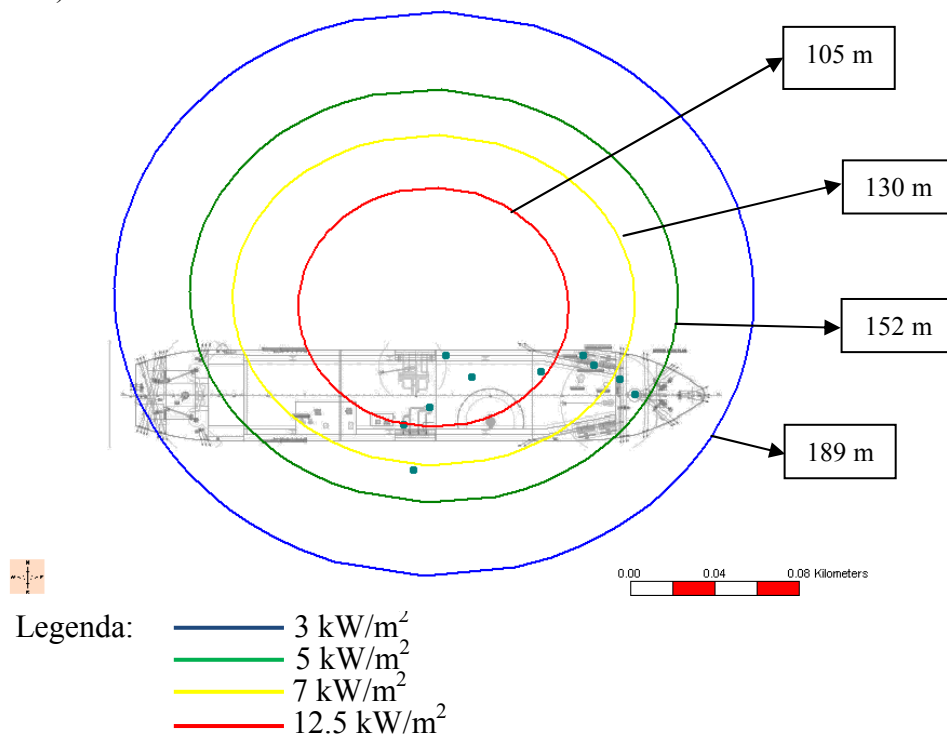 105 m
130 m
152 m
189 m
N
0.00 0.04 0.08 Kilometers
Legenda:
3 kW/m²
5 kW/m²
7 kW/m²
12.5 kW/m²